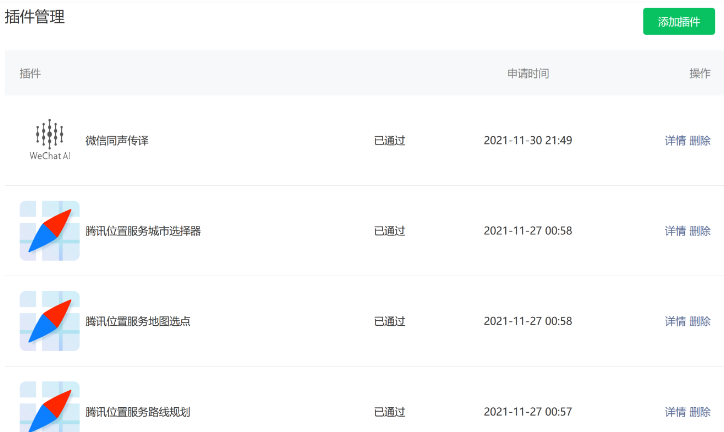 插件管理
添加插件
插件 申请时间 操作
WeChat AI 微信同声传译 已通过 2021-11-30 21:49 详情 删除
腾讯位置服务城市选择器 已通过 2021-11-27 00:58 详情 删除
腾讯位置服务地图选点 已通过 2021-11-27 00:58 详情 删除
腾讯位置服务路线规划 已通过 2021-11-27 00:57 详情 删除